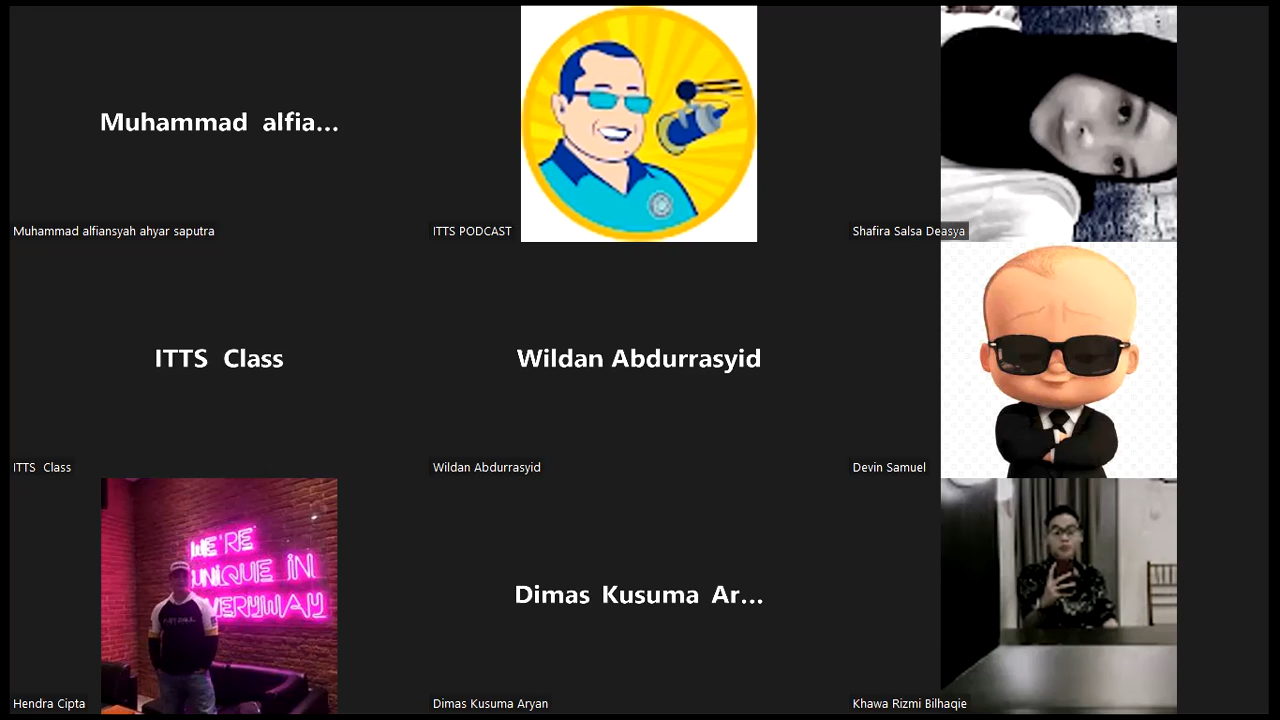 Muhammad alfia...
Muhammad alfiansyah ahyar saputra
ITTS PODCAST
Shafira Salsa Deasya
ITTS Class
ITTS Class
Wildan Abdurrasyid
Wildan Abdurrasyid
Devin Samuel
WE'RE
UNIQUE IN
EVERYWAY
Hendra Cipta
Dimas Kusuma Ar...
Dimas Kusuma Aryan
Khawa Rizmi Bilhaqie